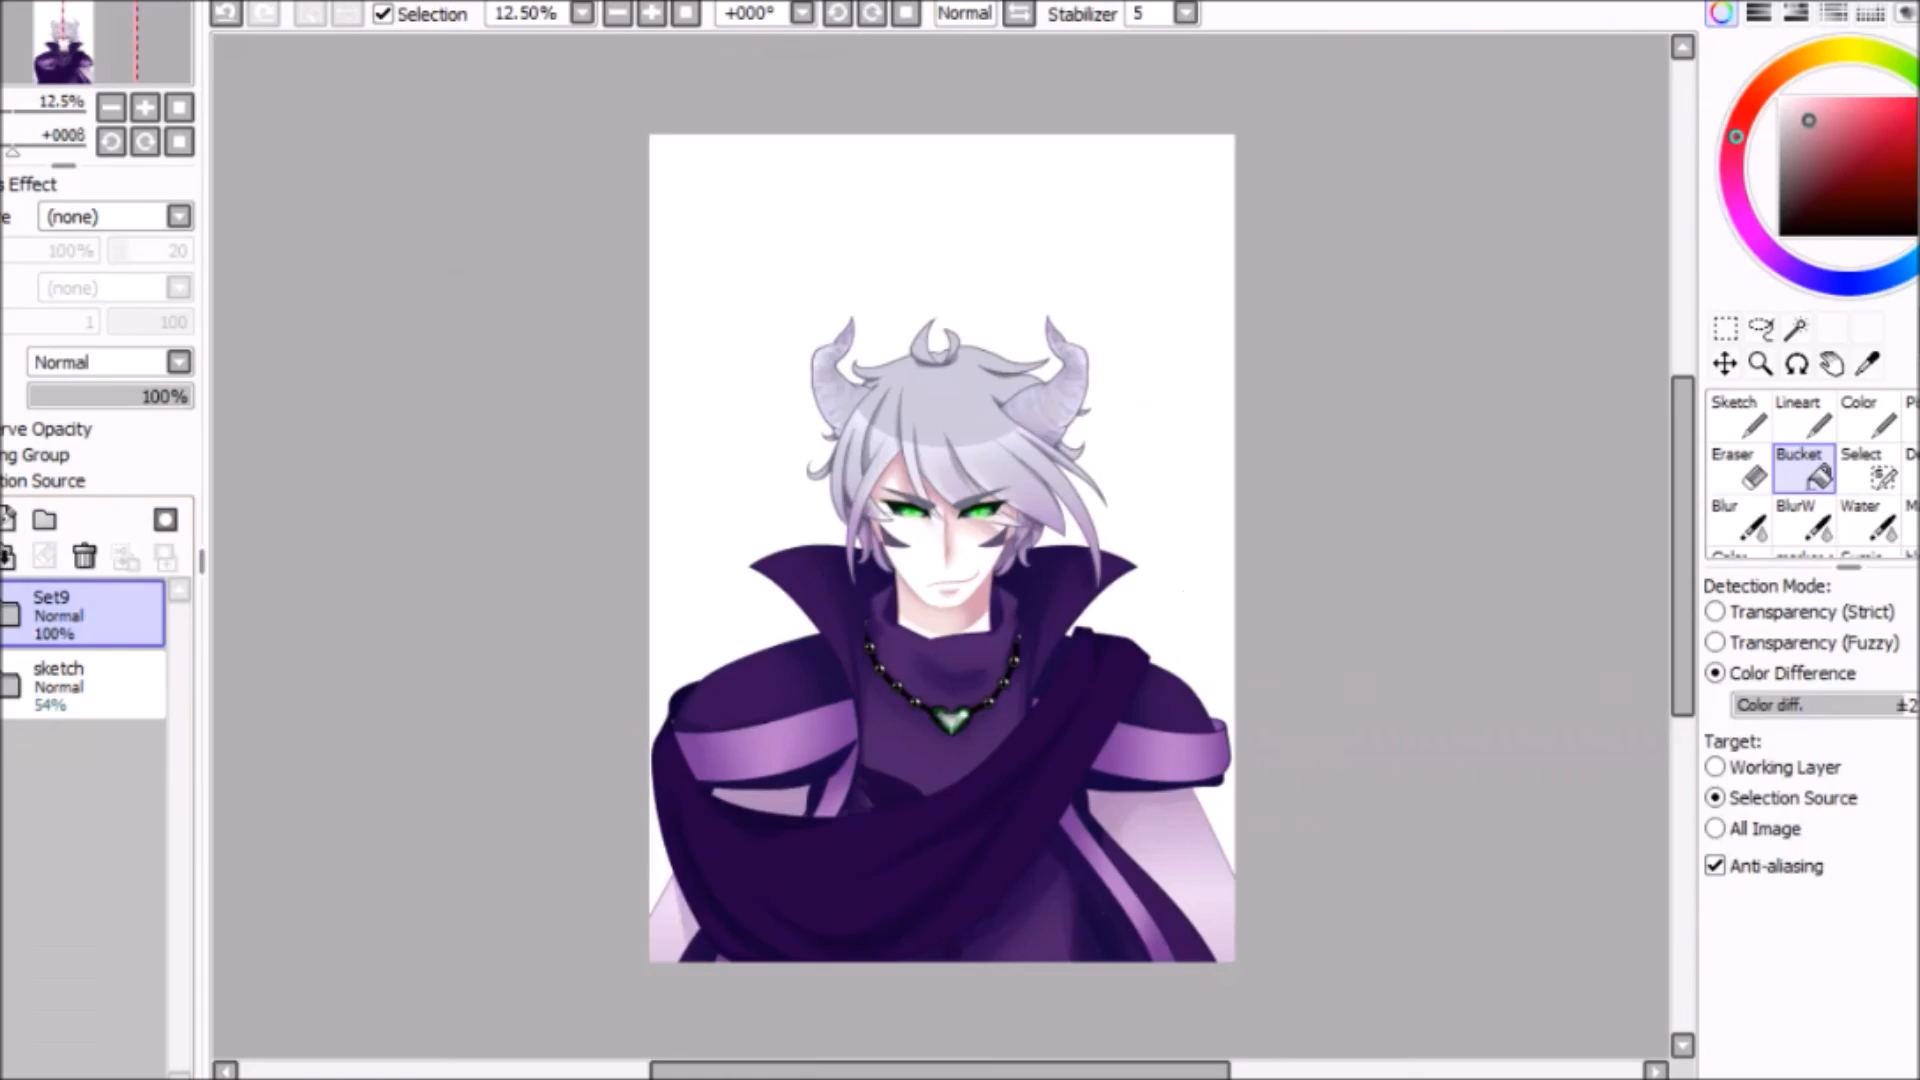 Selection
12.50%
+000°
Normal
Stabilizer 5
12.5%
Effect
(none)
100%
20
(none)
1
100
Normal
100%
rve Opacity
ng Group
tion Source
Set9
Normal
100%
sketch
Normal
54%
Sketch Lineart Color
Eraser Bucket Select
Blur BlurW Water
Detection Mode:
Transparency (Strict)
Transparency (Fuzzy)
Color Difference
Color diff. ±2
Target:
Working Layer
Selection Source
All Image
Anti-aliasing